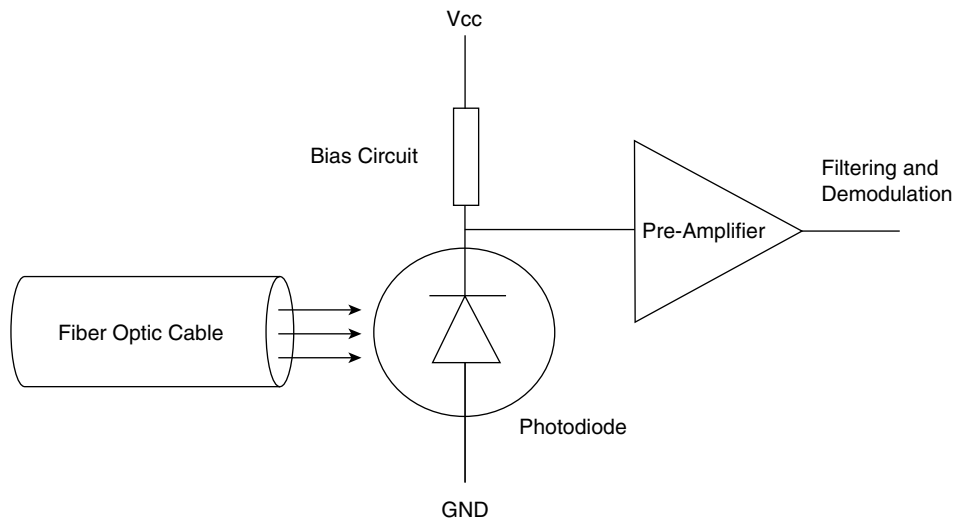 Vcc
Bias Circuit
Filtering and
Demodulation
Pre-Amplifier
Fiber Optic Cable
Photodiode
GND